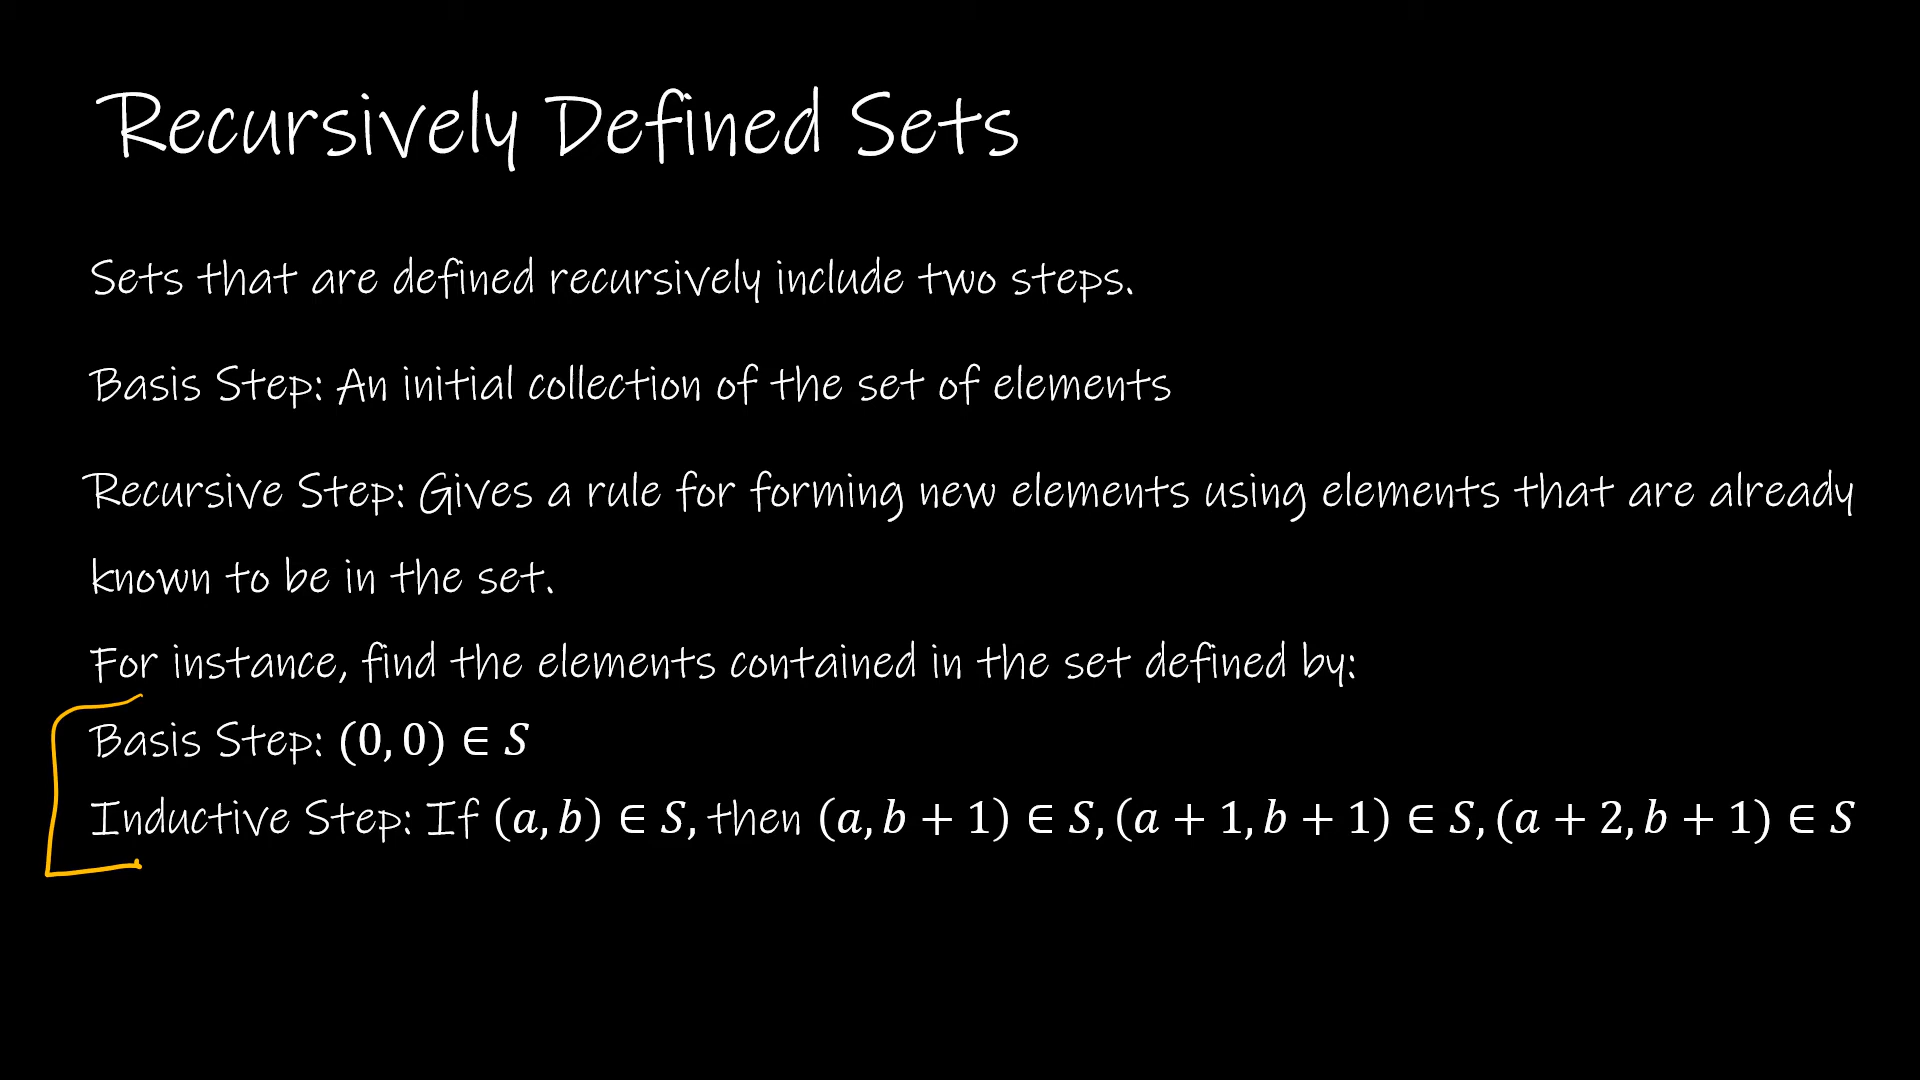 Recursively Defined Sets
Sets that are defined recursively include two steps.
Basis Step: An initial collection of the set of elements
Recursive Step: Gives a rule for forming new elements using elements that are already
known to be in the set.
For instance, find the elements contained in the set defined by:
Basis Step: (0, 0) ∈ S
Inductive Step: If (a, b) ∈ S, then (a, b + 1) ∈ S, (a + 1, b + 1) ∈ S, (a + 2, b + 1) ∈ S